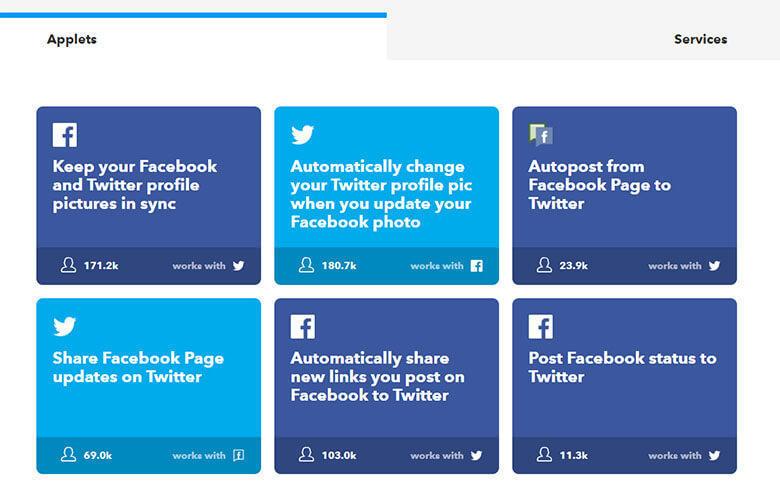 Applets
Services
Keep your Facebook
and Twitter profile
pictures in sync
171.2k
works with
Automatically change
your Twitter profile pic
when you update your
Facebook photo
180.7k
works with
Autopost from
Facebook Page to
Twitter
23.9k
works with
Share Facebook Page
updates on Twitter
69.0k
works with
Automatically share
new links you post on
Facebook to Twitter
103.0k
works with
Post Facebook status to
Twitter
11.3k
works with